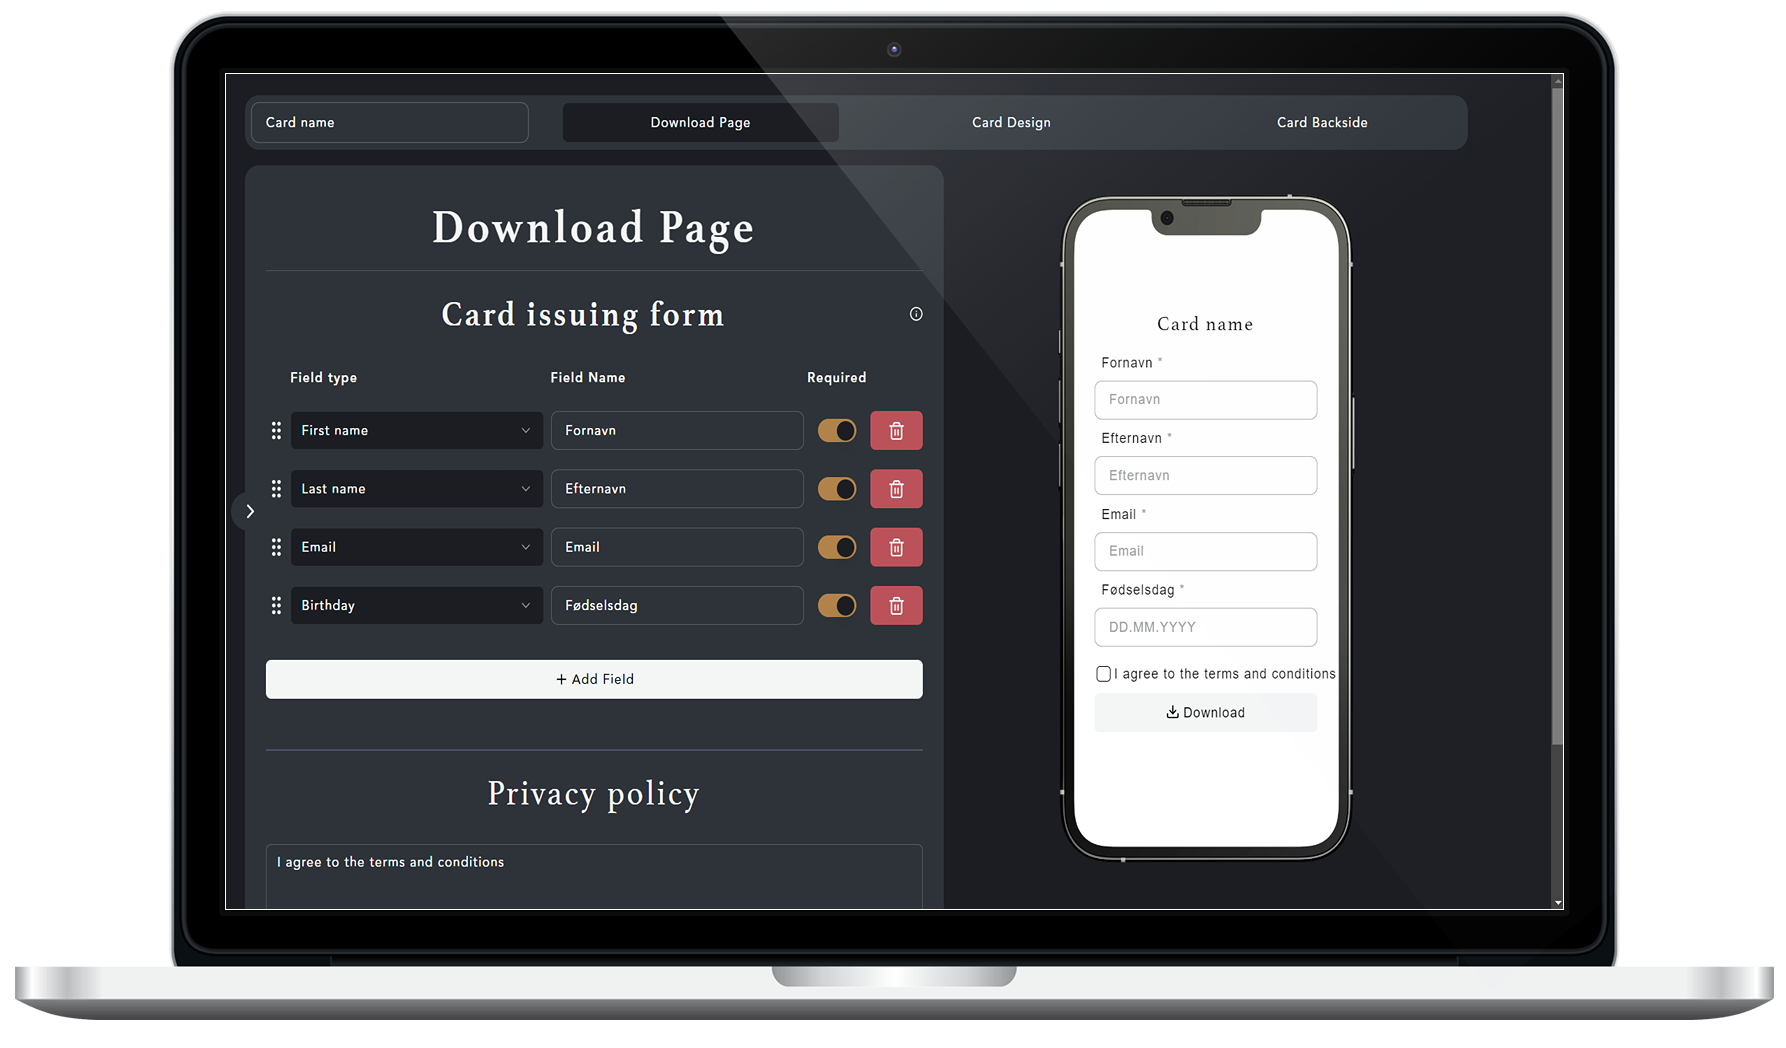 Card name
Download Page
Card Design
Card Backside
Download Page
Card issuing form
Field type
Field Name
Required
First name
Fornavn
Last name
Efternavn
Email
Email
Birthday
Fødselsdag
+ Add Field
Privacy policy
I agree to the terms and conditions
Card name
Fornavn *
Fornavn
Efternavn *
Efternavn
Email *
Email
Fødselsdag *
DD.MM.YYYY
I agree to the terms and conditions
Download